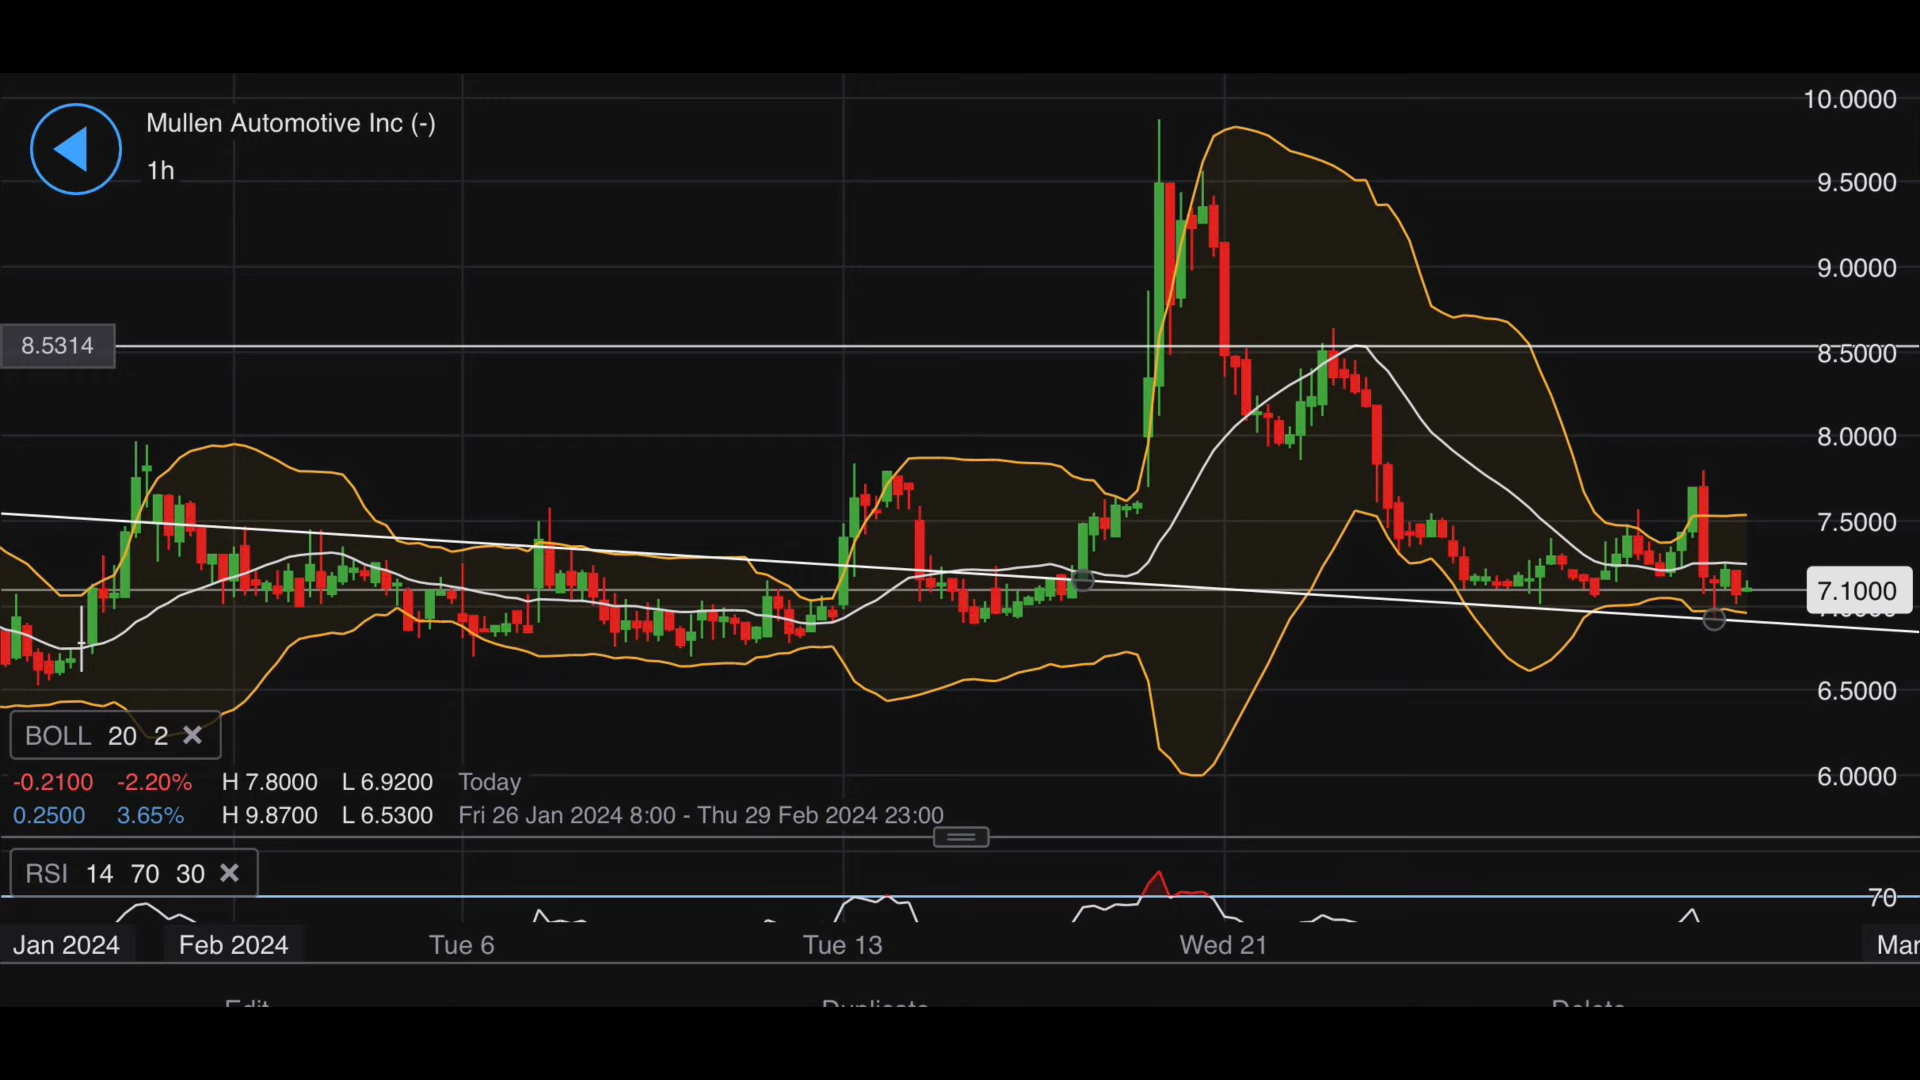 10.0000
Mullen Automotive Inc (-)
1h
9.5000
9.0000
8.5314
8.5000
8.0000
7.5000
7.1000
6.5000
BOLL 20 2 ×
6.0000
-0.2100 -2.20% H 7.8000 L 6.9200 Today
0.2500 3.65% H 9.8700 L 6.5300 Fri 26 Jan 2024 8:00 - Thu 29 Feb 2024 23:00
RSI 14 70 30 ×
70
Jan 2024 Feb 2024 Tue 6 Tue 13 Wed 21 Mar
Edit Duplicate Delete